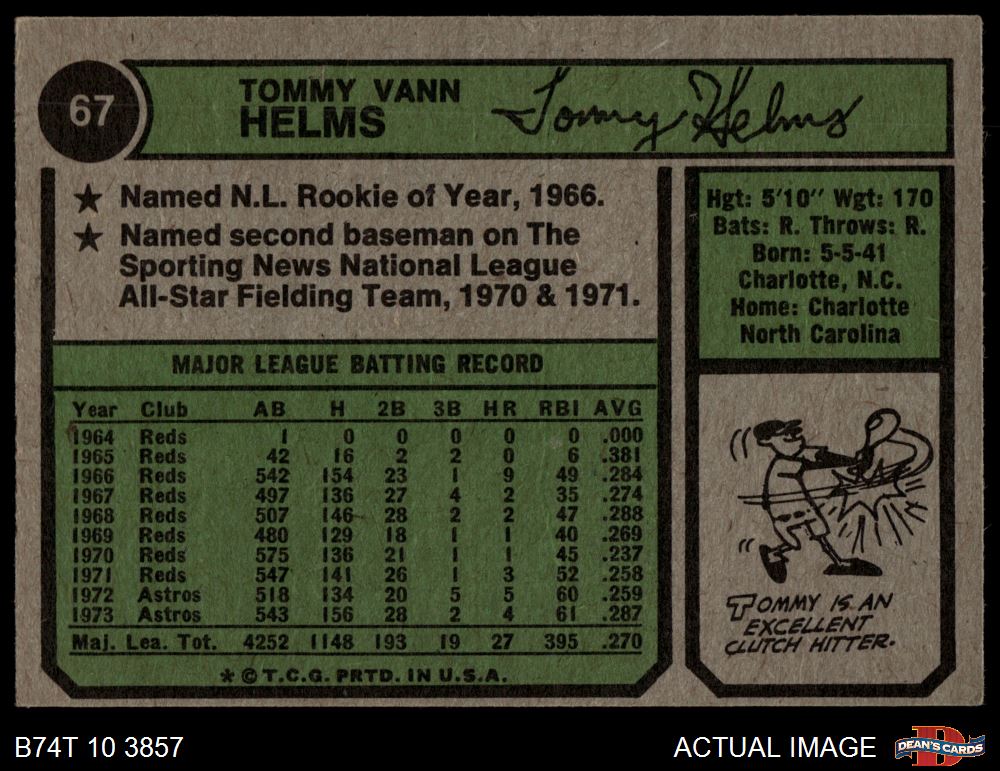 67
TOMMY VANN
HELMS
Tommy Helms
★ Named N.L. Rookie of Year, 1966.
★ Named second baseman on The
Sporting News National League
All-Star Fielding Team, 1970 & 1971.
Hgt: 5'10" Wgt: 170
Bats: R. Throws: R.
Born: 5-5-41
Charlotte, N.C.
Home: Charlotte
North Carolina
MAJOR LEAGUE BATTING RECORD
Year Club AB H 2B 3B HR RBI AVG
1964 Reds 1 0 0 0 0 0 .000
1965 Reds 42 16 2 2 0 6 .381
1966 Reds 542 154 23 1 9 49 .284
1967 Reds 497 136 27 4 2 35 .274
1968 Reds 507 146 28 2 2 47 .288
1969 Reds 480 129 18 1 1 40 .269
1970 Reds 575 136 21 1 1 45 .237
1971 Reds 547 141 26 1 3 52 .258
1972 Astros 518 134 20 5 5 60 .259
1973 Astros 543 156 28 2 4 61 .287
Maj. Lea. Tot. 4252 1148 193 19 27 395 .270
*©T.C.G. PRTD. IN U.S.A.
TOMMY IS AN
EXCELLENT
CLUTCH HITTER.
B74T 10 3857
ACTUAL IMAGE
D
DEAN'S CARDS